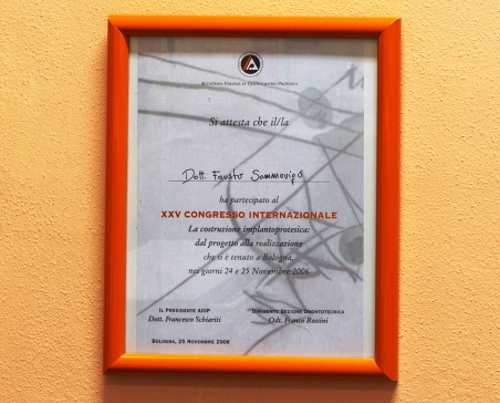 Accademia Italiana di Odontoiatria Protesica
Si attesta che il/la
Dott. Fausto Sammovigo
ha partecipato al
XXV CONGRESSO INTERNAZIONALE
La costruzione implantoprotesica:
dal progetto alla realizzazione
che si è tenuto a Bologna,
nei giorni 24 e 25 Novembre 2006
IL PRESIDENTE AIOP
Dott. Francesco Schiariti
DIRIGENTE SEZIONE ODONTOTECNICA
Odt. Franco Rossini
BOLOGNA, 25 NOVEMBRE 2006